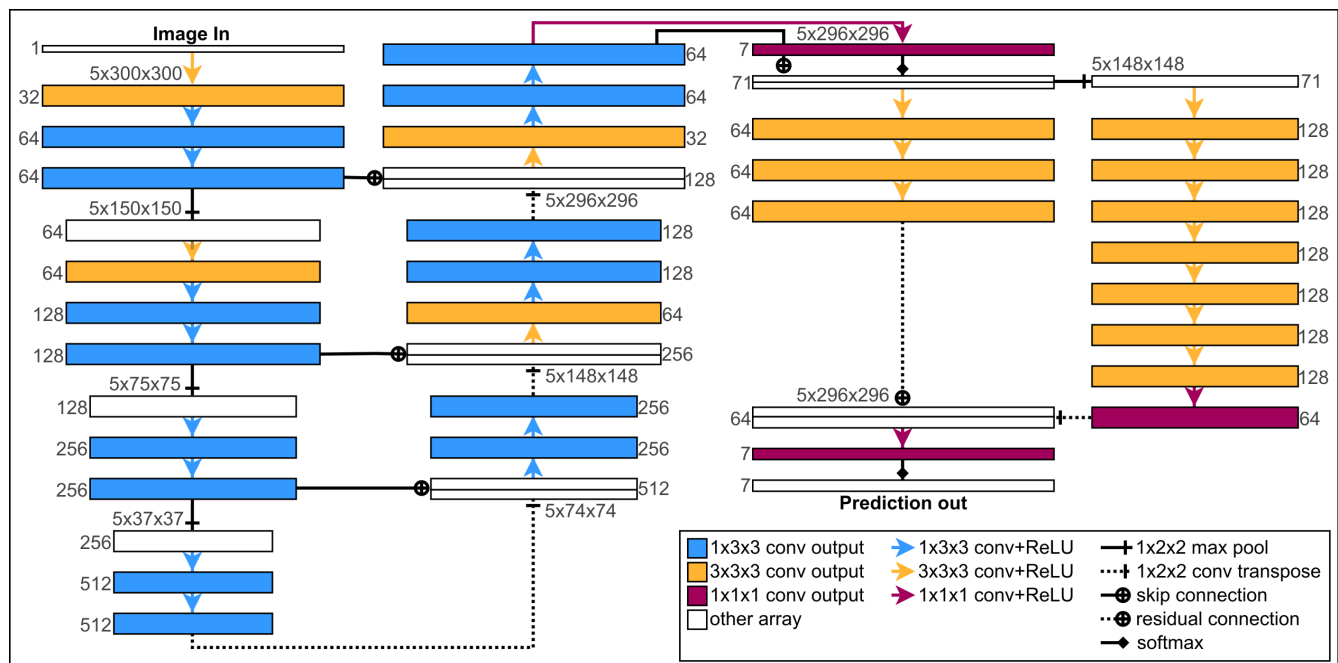 Image In
1
5x300x300
32
64
64
5x150x150
64
64
128
128
5x75x75
128
256
256
5x37x37
256
512
512
64
64
32
128
5x296x296
128
128
64
256
5x148x148
256
256
512
5x74x74
5x296x296
7
71
64
64
64
5x148x148
71
128
128
128
128
128
128
128
64
5x296x296
64
7
7
Prediction out
1x3x3 conv output
3x3x3 conv output
1x1x1 conv output
other array
1x3x3 conv+ReLU
3x3x3 conv+ReLU
1x1x1 conv+ReLU
1x2x2 max pool
1x2x2 conv transpose
skip connection
residual connection
softmax